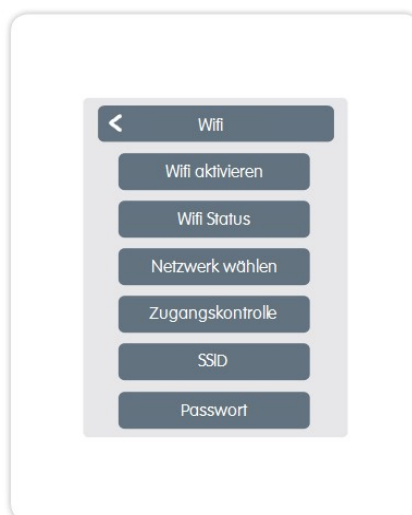 Wifi
Wifi aktivieren
Wifi Status
Netzwerk wählen
Zugangskontrolle
SSID
Passwort